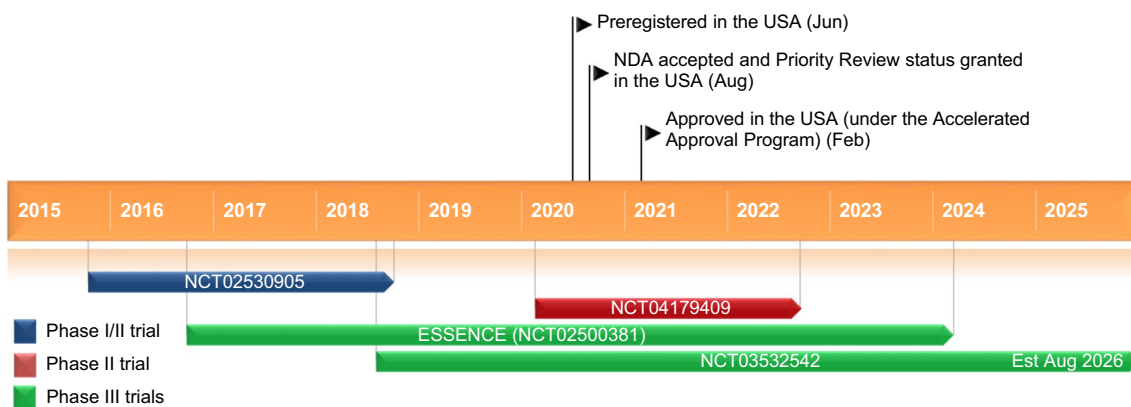 Preregistered in the USA (Jun)
NDA accepted and Priority Review status granted
in the USA (Aug)
Approved in the USA (under the Accelerated
Approval Program) (Feb)
2015 2016 2017 2018 2019 2020 2021 2022 2023 2024 2025
NCT02530905
NCT04179409
Phase I/II trial
ESSENCE (NCT02500381)
Phase II trial
NCT03532542 Est Aug 2026
Phase III trials